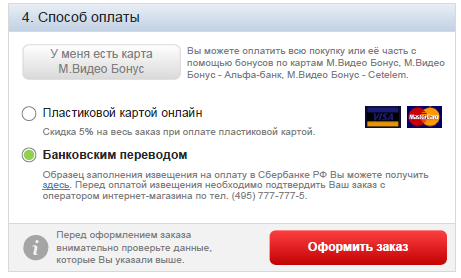 4. Способ оплаты
У меня есть карта
М.Видео Бонус
Вы можете оплатить всю покупку или её часть с
помощью бонусов по картам М.Видео Бонус, М.Видео
Бонус - Альфа-банк, М.Видео Бонус - Cetelem.
Пластиковой картой онлайн
VISA MasterCard
Скидка 5% на весь заказ при оплате пластиковой картой.
Банковским переводом
Образец заполнения извещения на оплату в Сбербанке РФ Вы можете получить
здесь. Перед оплатой извещения необходимо подтвердить Ваш заказ с
оператором интернет-магазина по тел. (495) 777-777-5.
Перед оформлением заказа
внимательно проверьте данные,
которые Вы указали выше.
Оформить заказ